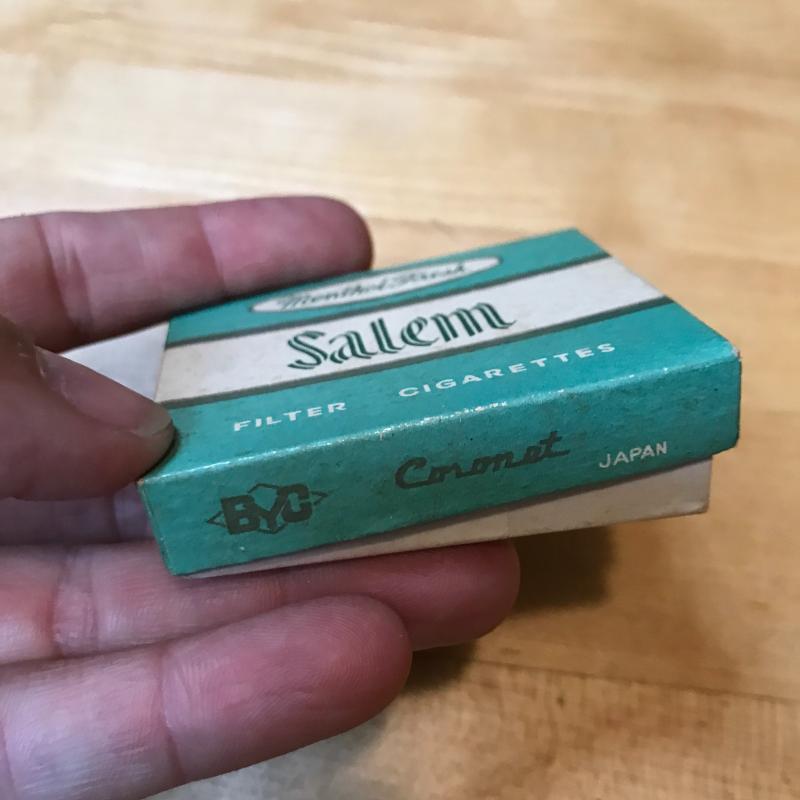 Menthol Fresh
Salem
FILTER CIGARETTES
BYC Coronet JAPAN